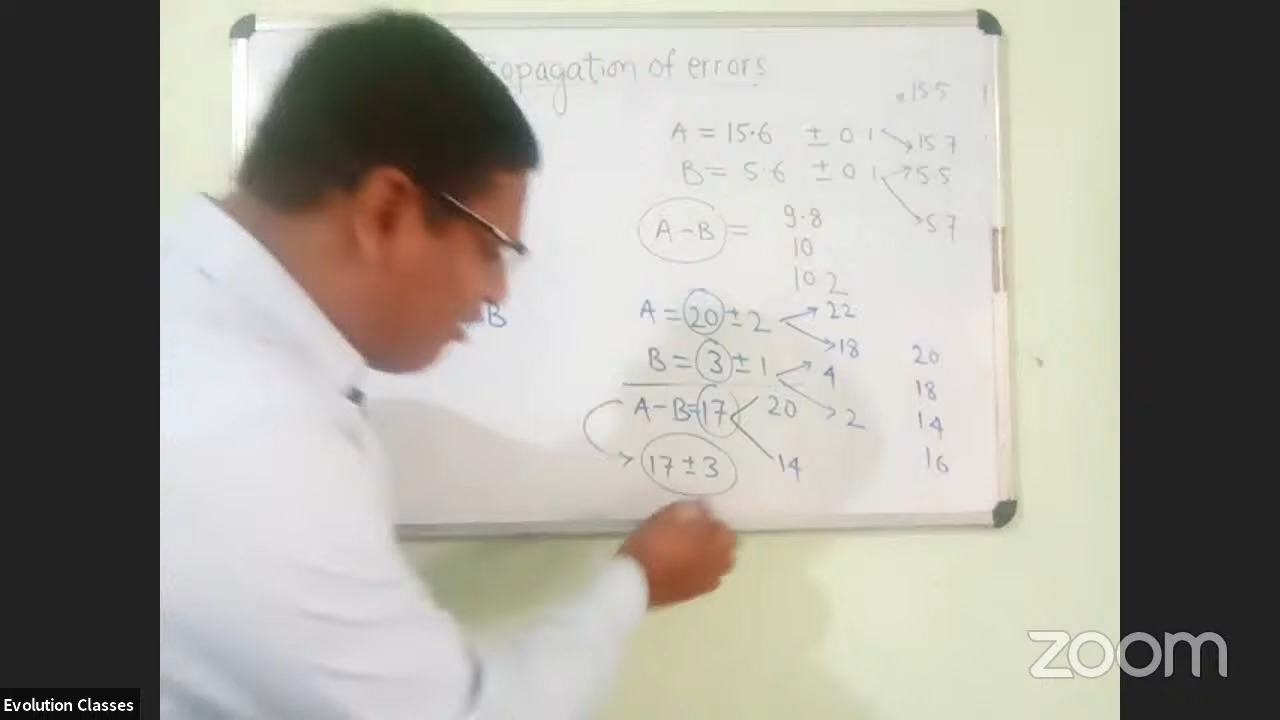 opagation of errors
15.5
A = 15.6 ± 0.1 15.7
B = 5.6 ± 0.1 5.5
5.7
A-B = 9.8
10
10.2
B
A = 20 ± 2 22
18
B = 3 ± 1 4
2
A-B=17 20
14
17 ± 3
20
18
14
16
zoom
Evolution Classes